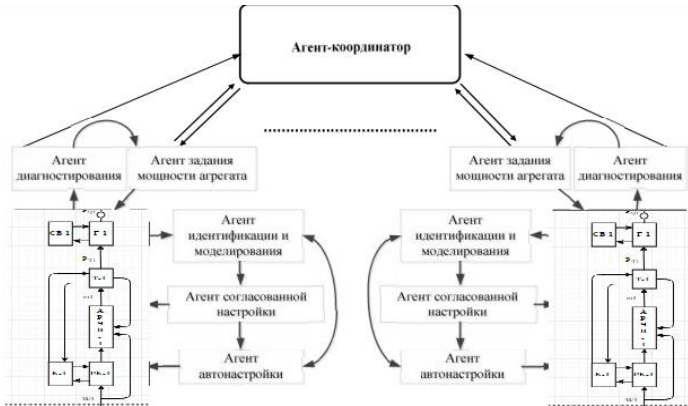 Агент-координатор
Агент
диагностирования
Агент задания
мощности агрегата
Агент задания
мощности агрегата
Агент
диагностирования
СВ 1
Г 1
Агент
идентификации и
моделирования
Агент согласованной
настройки
Агент
автонастройки
Агент
идентификации и
моделирования
Агент согласованной
настройки
Агент
автонастройки
СВ 1
Г 1